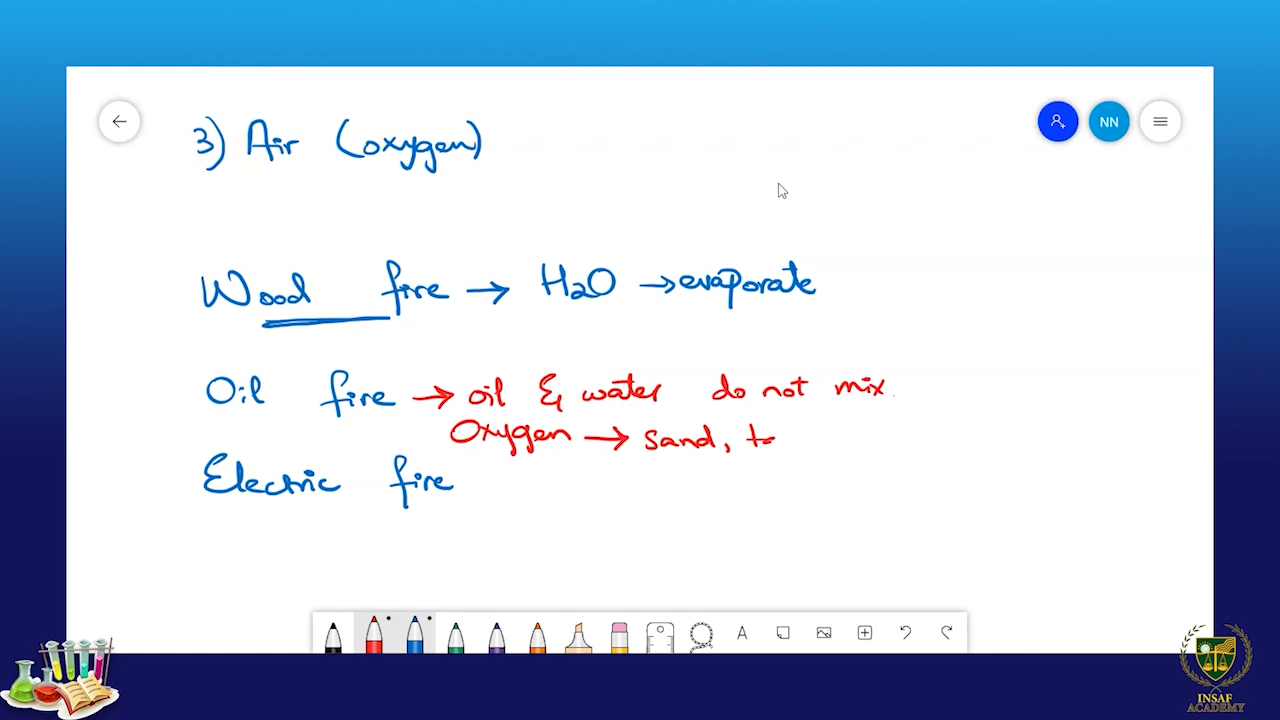 3) Air (oxygen)
NN
Wood fire → H2O → evaporate
Oil fire → oil & water do not mix.
Oxygen → sand, to
Electric fire
A
INSAF
ACADEMY